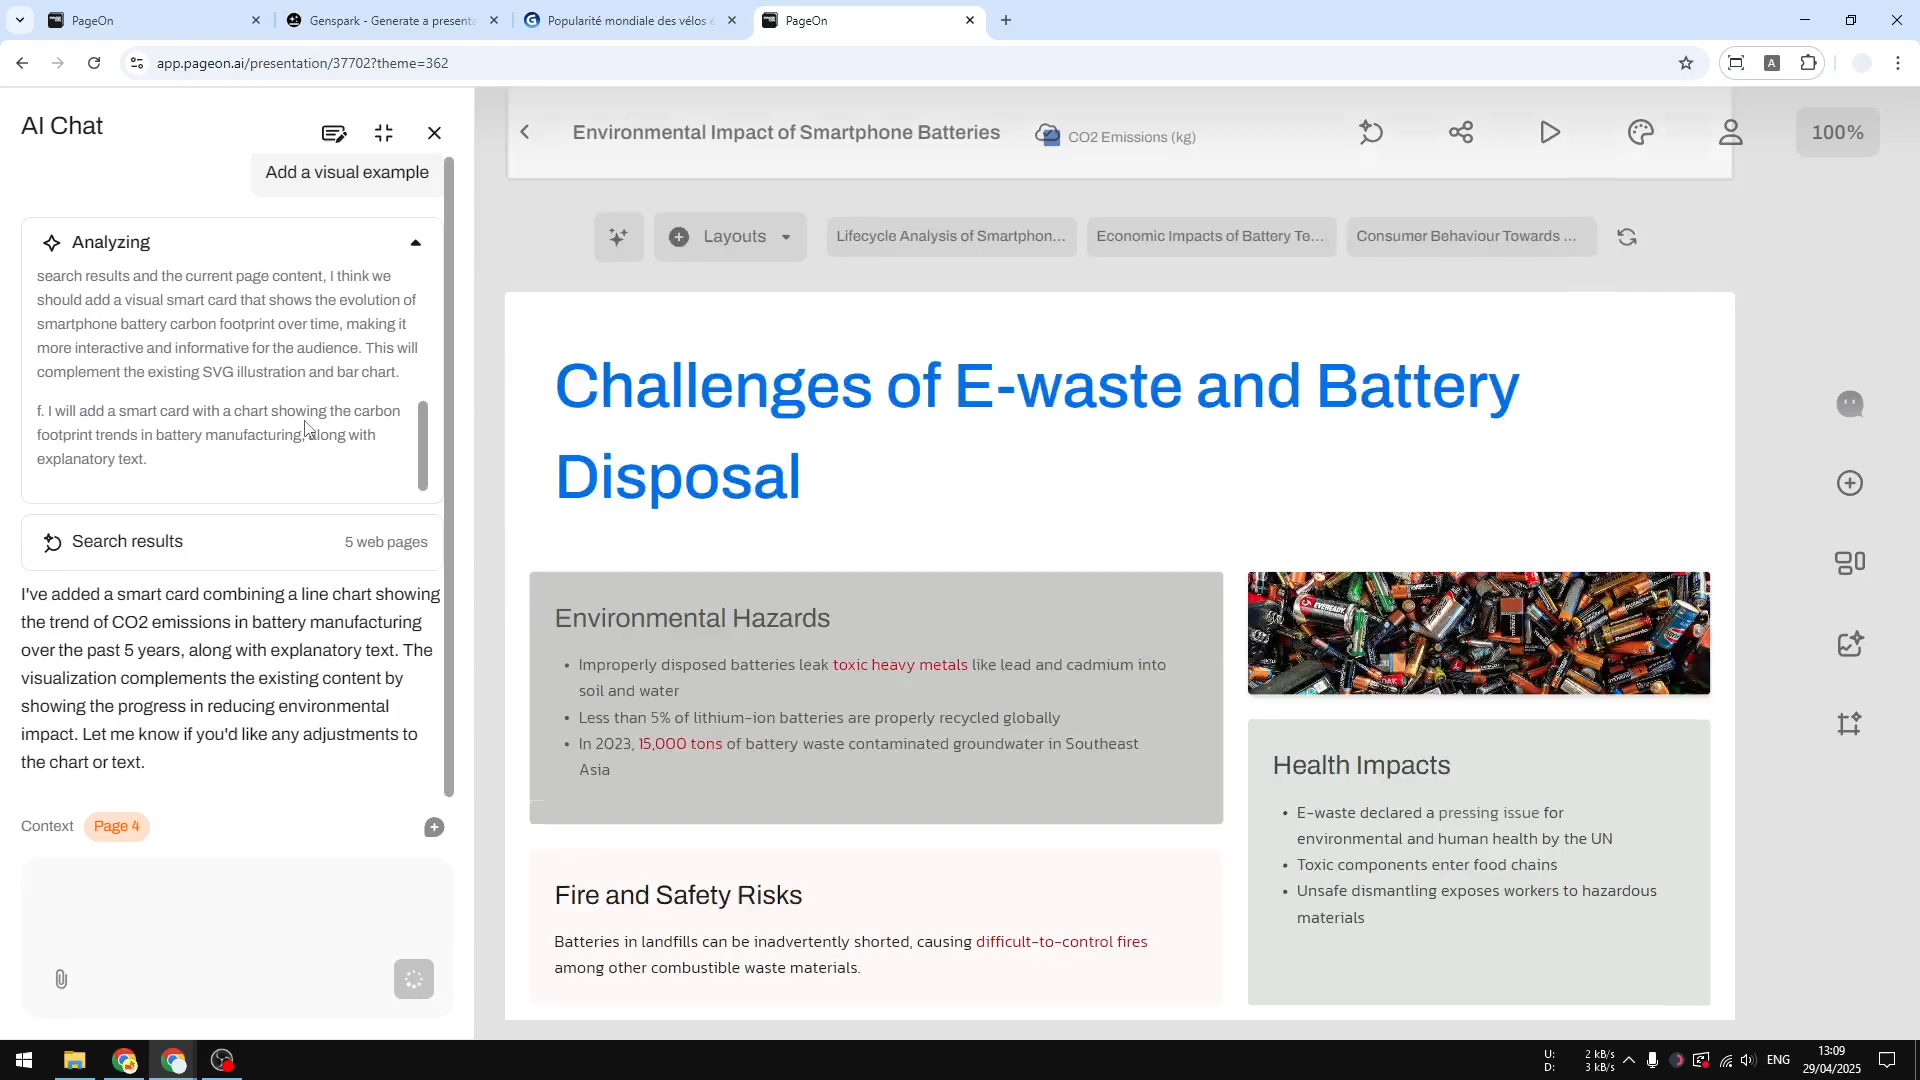 PageOn
Genspark - Generate a presenta
Popularité mondiale des vélos é
PageOn
app.pageon.ai/presentation/37702?theme=362
A
AI Chat
Add a visual example
Analyzing
search results and the current page content, I think we
should add a visual smart card that shows the evolution of
smartphone battery carbon footprint over time, making it
more interactive and informative for the audience. This will
complement the existing SVG illustration and bar chart.
f. I will add a smart card with a chart showing the carbon
footprint trends in battery manufacturing, along with
explanatory text.
Search results
5 web pages
I've added a smart card combining a line chart showing
the trend of CO2 emissions in battery manufacturing
over the past 5 years, along with explanatory text. The
visualization complements the existing content by
showing the progress in reducing environmental
impact. Let me know if you'd like any adjustments to
the chart or text.
Context
Page 4
Environmental Impact of Smartphone Batteries
CO2 Emissions (kg)
100%
Layouts
Lifecycle Analysis of Smartphon...
Economic Impacts of Battery Te...
Consumer Behaviour Towards ...
Challenges of E-waste and Battery
Disposal
Environmental Hazards
• Improperly disposed batteries leak toxic heavy metals like lead and cadmium into
soil and water
• Less than 5% of lithium-ion batteries are properly recycled globally
• In 2023, 15,000 tons of battery waste contaminated groundwater in Southeast
Asia
Fire and Safety Risks
Batteries in landfills can be inadvertently shorted, causing difficult-to-control fires
among other combustible waste materials.
EVEREADY
Panasonic
Health Impacts
• E-waste declared a pressing issue for
environmental and human health by the UN
• Toxic components enter food chains
• Unsafe dismantling exposes workers to hazardous
materials
U: 2 kB/s
D: 3 kB/s
ENG
13:09
29/04/2025